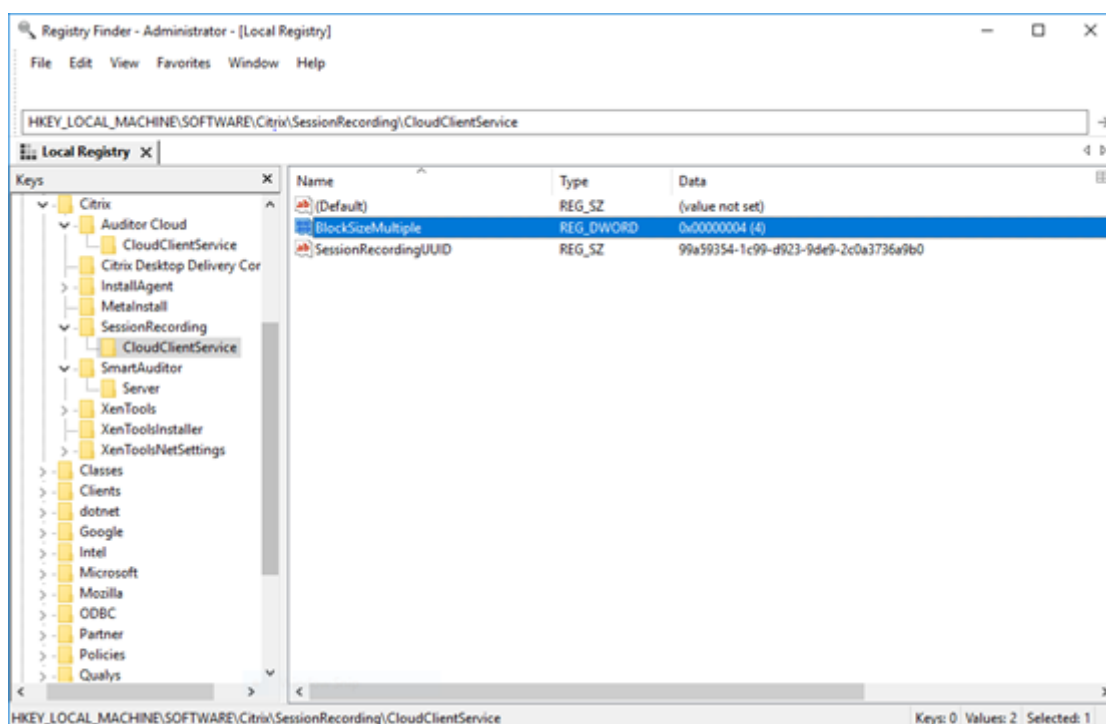 Registry Finder - Administrator - [Local Registry]
File Edit View Favorites Window Help
HKEY_LOCAL_MACHINE\SOFTWARE\Citrix\SessionRecording\CloudClientService
Local Registry X
Keys x Name Type Data
Citrix
Auditor Cloud
CloudClientService
Citrix Desktop Delivery Cor
InstallAgent
MetaInstall
SessionRecording
CloudClientService
SmartAuditor
Server
XenTools
XenToolsInstaller
XenToolsNetSettings
Classes
Clients
dotnet
Google
Intel
Microsoft
Mozilla
ODBC
Partner
Policies
Qualys
(Default) REG_SZ (value not set)
BlockSizeMultiple REG_DWORD 0x00000004 (4)
SessionRecordingUUID REG_SZ 99a59354-1c99-d923-9de9-2c0a3736a9b0
HKEY_LOCAL_MACHINE\SOFTWARE\Citrix\SessionRecording\CloudClientService Keys: 0 Values: 2 Selected: 1